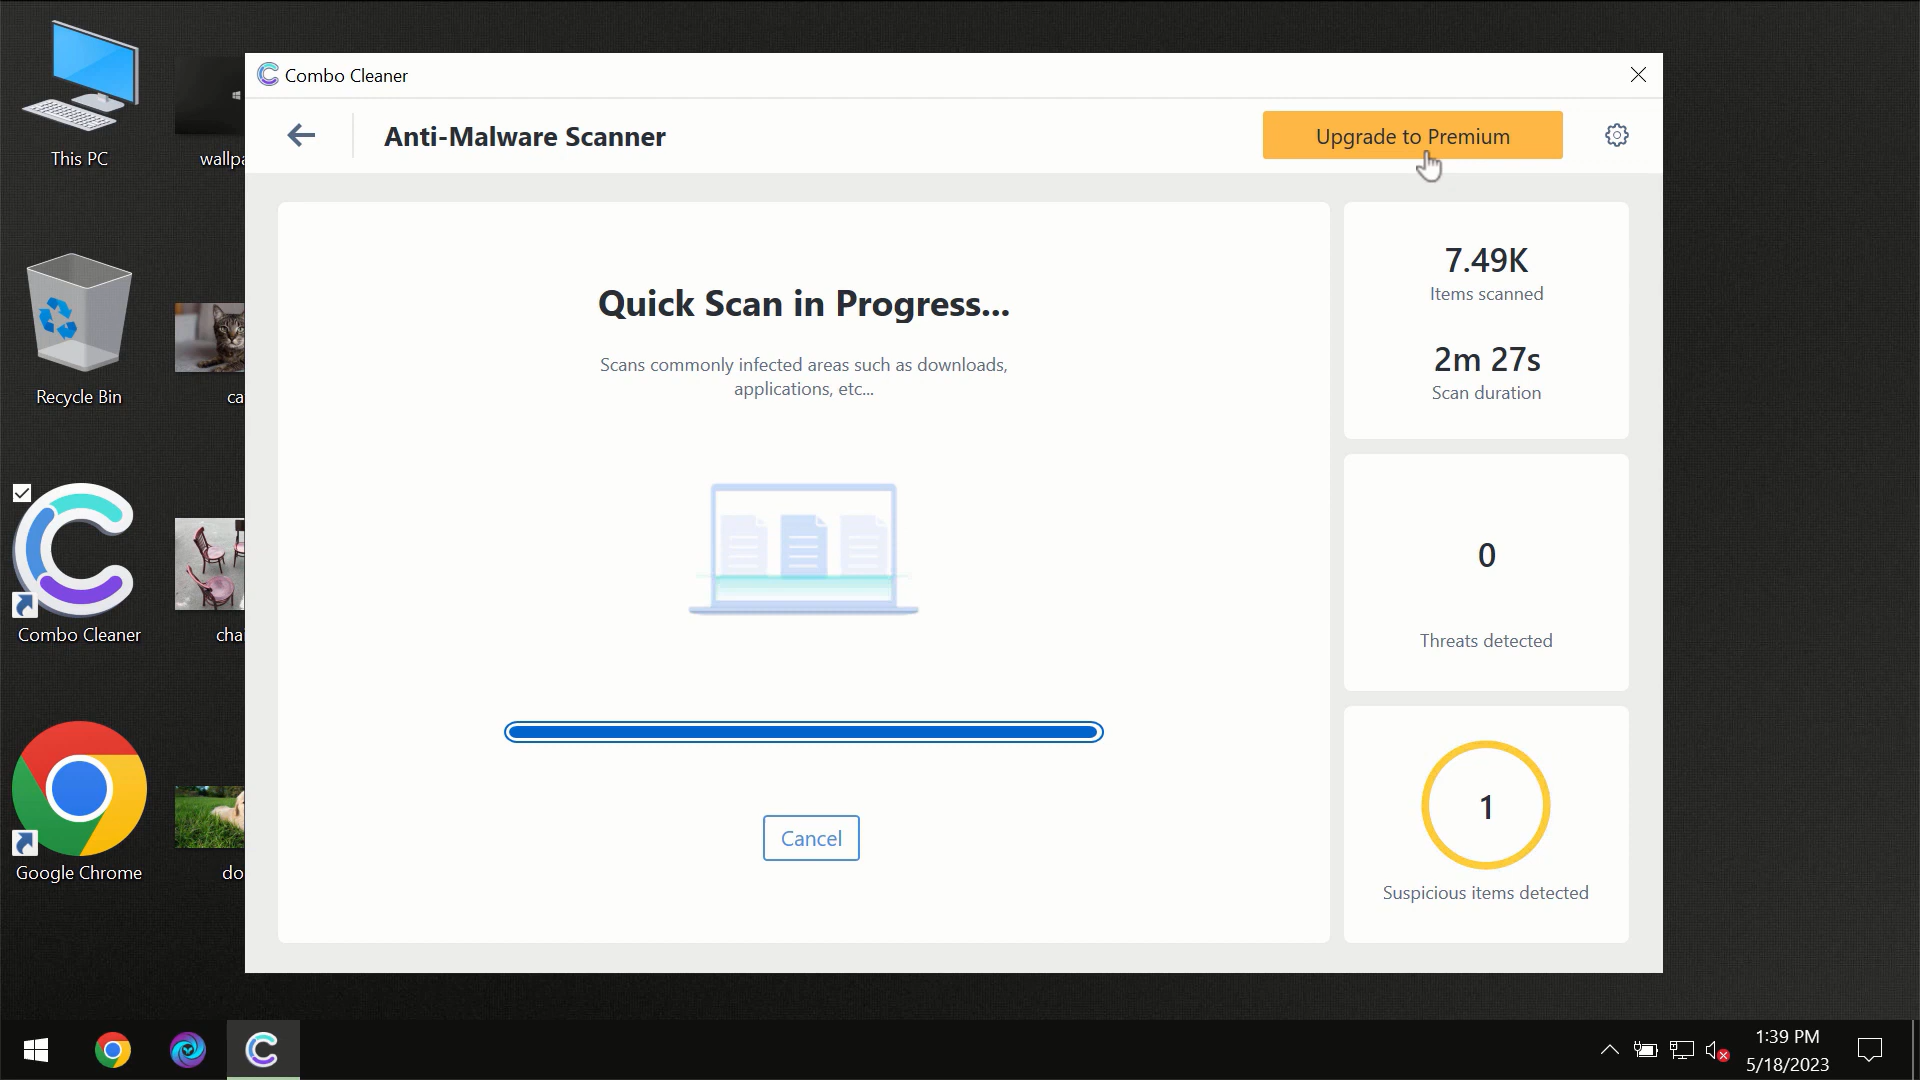 Combo Cleaner
Anti-Malware Scanner
Upgrade to Premium
Quick Scan in Progress...
Scans commonly infected areas such as downloads,
applications, etc...
Cancel
7.49K
Items scanned
2m 27s
Scan duration
0
Threats detected
1
Suspicious items detected
This PC
wallpa
Recycle Bin
ca
Combo Cleaner
chai
Google Chrome
do
1:39 PM
5/18/2023